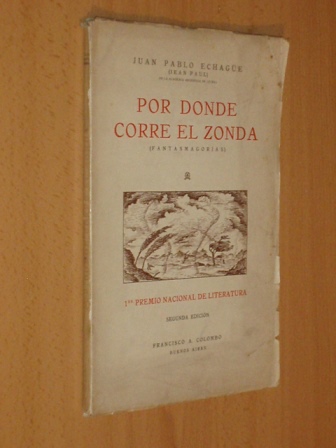 JUAN PABLO ECHAGÜE
(JEAN PAUL)
POR DONDE
CORRE EL ZONDA
(FANTASMAGORIAS)
1er PREMIO NACIONAL DE LITERATURA
SEGUNDA EDICIÓN
FRANCISCO A. COLOMBO
BUENOS AIRES